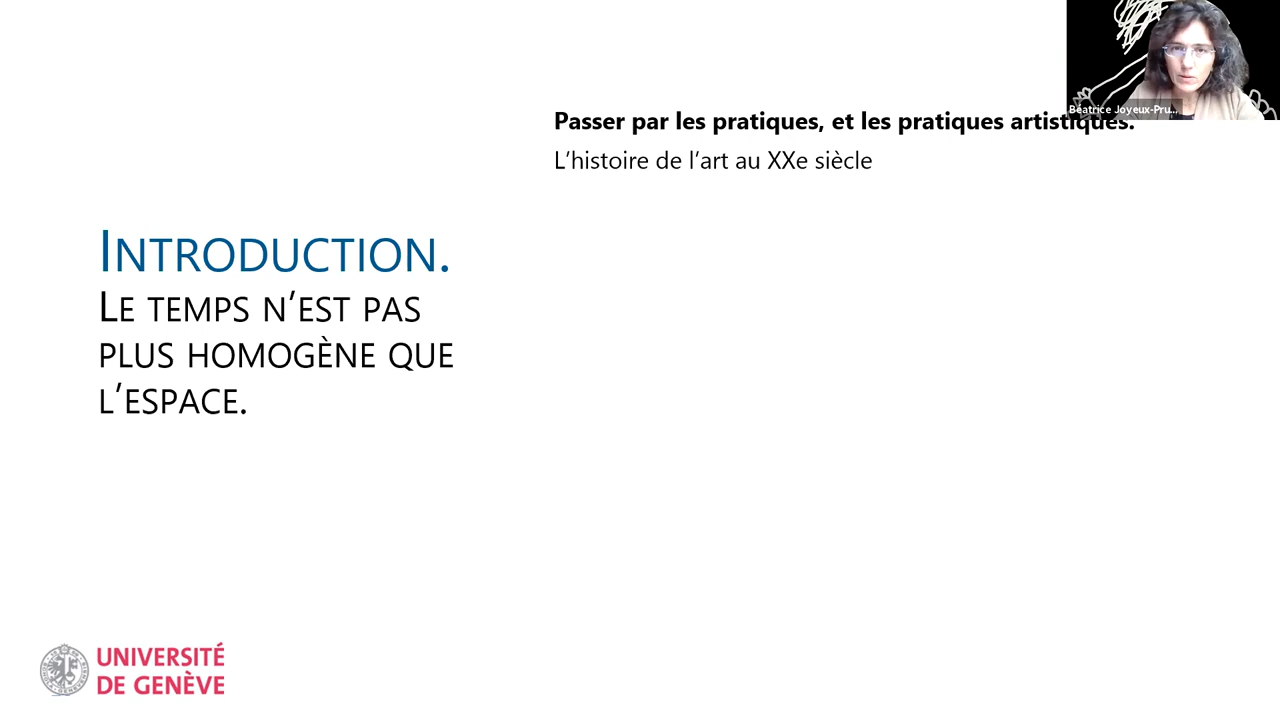 Béatrice Joyeux-Pru...
Passer par les pratiques, et les pratiques artistiques.
L'histoire de l'art au XXe siècle
INTRODUCTION.
LE TEMPS N'EST PAS
PLUS HOMOGÈNE QUE
L'ESPACE.
UNIVERSITÉ
DE GENÈVE